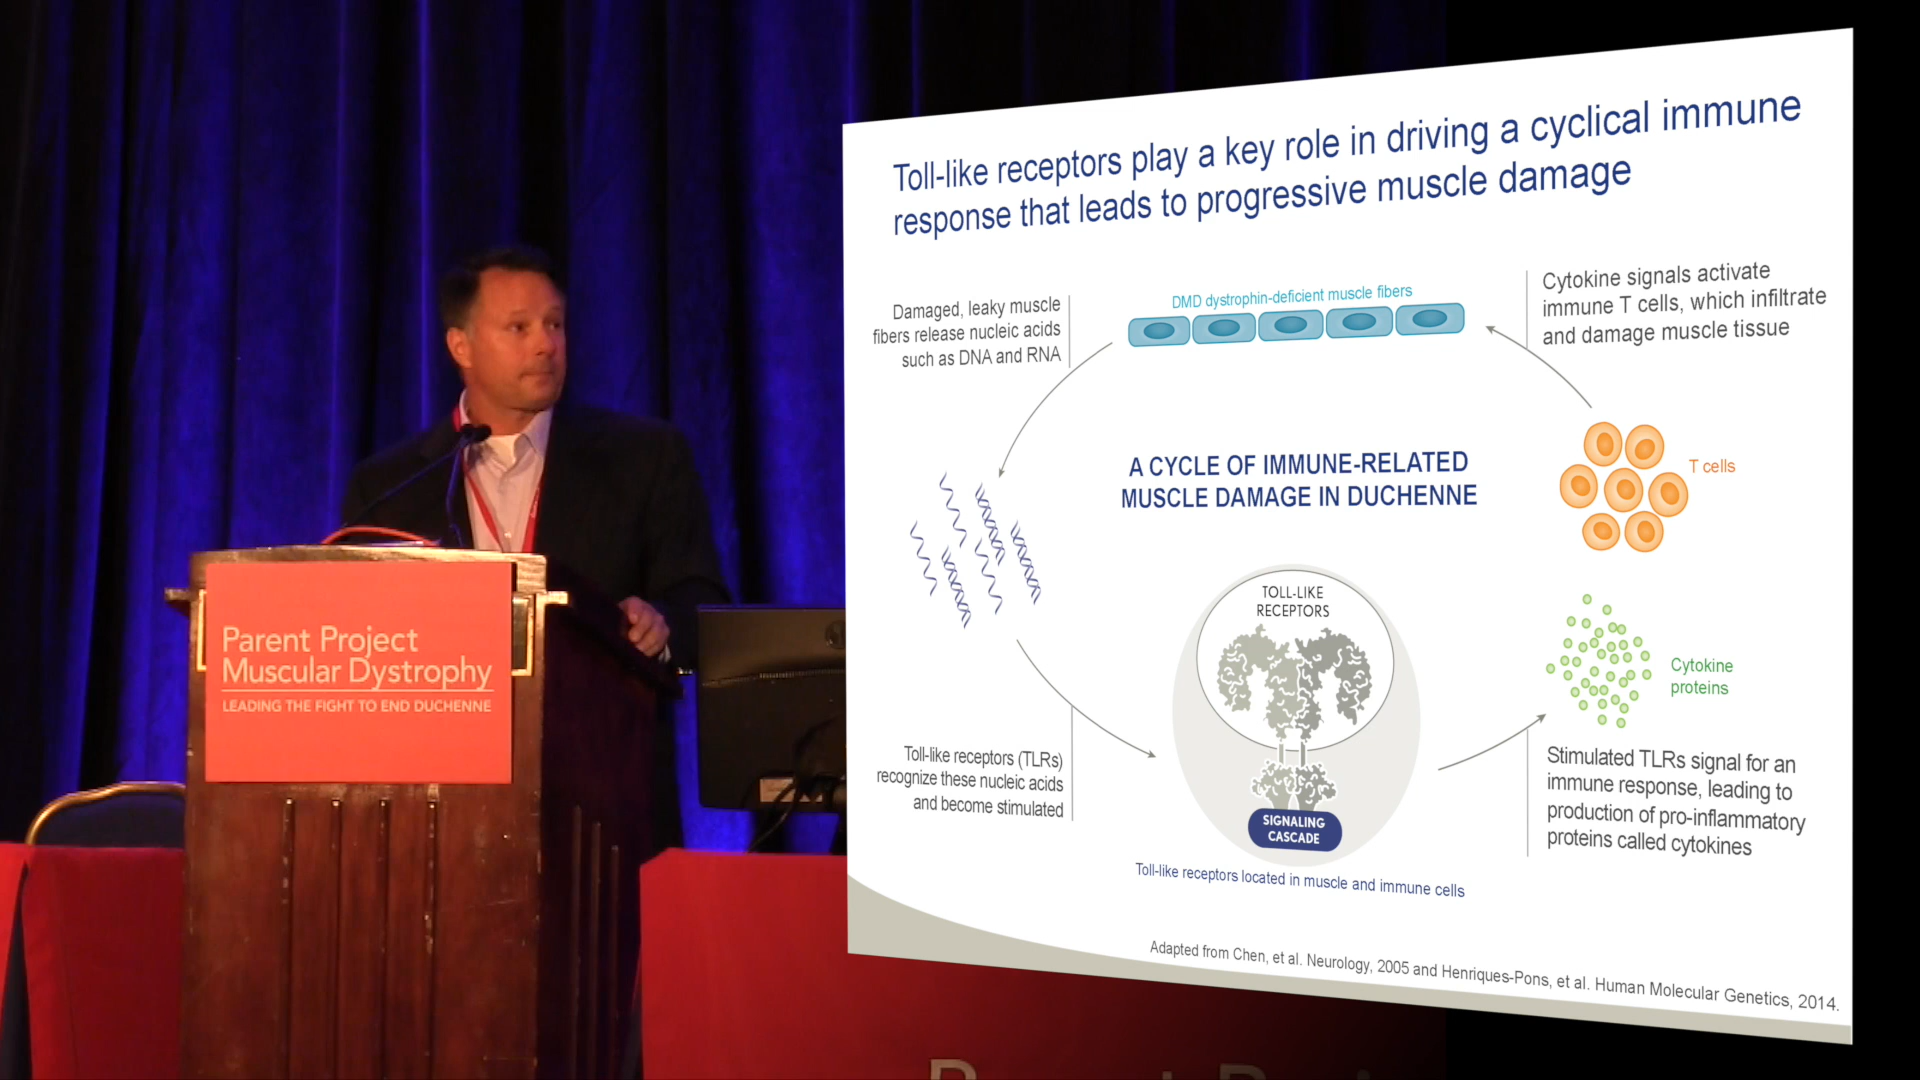 Toll-like receptors play a key role in driving a cyclical immune
response that leads to progressive muscle damage
Damaged, leaky muscle
fibers release nucleic acids
such as DNA and RNA
DMD dystrophin-deficient muscle fibers
Cytokine signals activate
immune T cells, which infiltrate
and damage muscle tissue
A CYCLE OF IMMUNE-RELATED
MUSCLE DAMAGE IN DUCHENNE
T cells
TOLL-LIKE
RECEPTORS
Cytokine
proteins
Toll-like receptors (TLRs)
recognize these nucleic acids
and become stimulated
SIGNALING
CASCADE
Stimulated TLRs signal for an
immune response, leading to
production of pro-inflammatory
proteins called cytokines
Toll-like receptors located in muscle and immune cells
Adapted from Chen, et al. Neurology, 2005 and Henriques-Pons, et al. Human Molecular Genetics, 2014.
Parent Project
Muscular Dystrophy
LEADING THE FIGHT TO END DUCHENNE